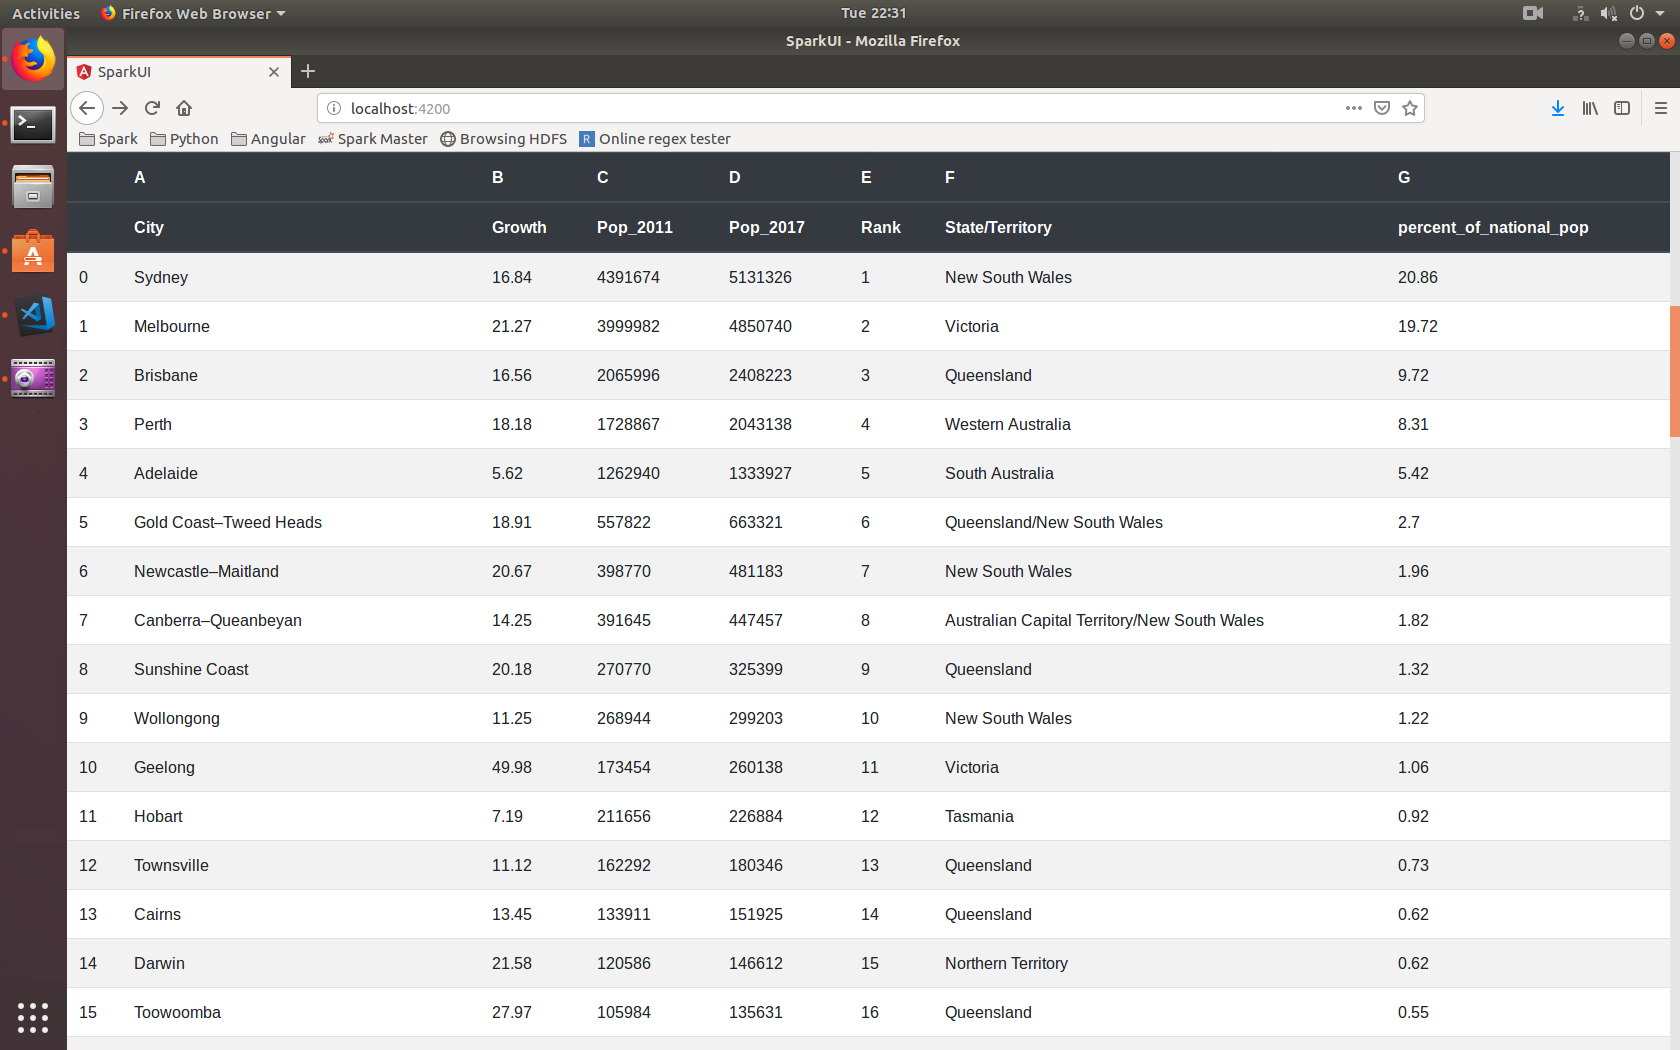 Activities Firefox Web Browser Tue 22:31
SparkUI - Mozilla Firefox
SparkUI
localhost:4200
Spark Python Angular Spark Master Browsing HDFS R Online regex tester
A B C D E F G
City Growth Pop_2011 Pop_2017 Rank State/Territory percent_of_national_pop
0 Sydney 16.84 4391674 5131326 1 New South Wales 20.86
1 Melbourne 21.27 3999982 4850740 2 Victoria 19.72
2 Brisbane 16.56 2065996 2408223 3 Queensland 9.72
3 Perth 18.18 1728867 2043138 4 Western Australia 8.31
4 Adelaide 5.62 1262940 1333927 5 South Australia 5.42
5 Gold Coast–Tweed Heads 18.91 557822 663321 6 Queensland/New South Wales 2.7
6 Newcastle–Maitland 20.67 398770 481183 7 New South Wales 1.96
7 Canberra–Queanbeyan 14.25 391645 447457 8 Australian Capital Territory/New South Wales 1.82
8 Sunshine Coast 20.18 270770 325399 9 Queensland 1.32
9 Wollongong 11.25 268944 299203 10 New South Wales 1.22
10 Geelong 49.98 173454 260138 11 Victoria 1.06
11 Hobart 7.19 211656 226884 12 Tasmania 0.92
12 Townsville 11.12 162292 180346 13 Queensland 0.73
13 Cairns 13.45 133911 151925 14 Queensland 0.62
14 Darwin 21.58 120586 146612 15 Northern Territory 0.62
15 Toowoomba 27.97 105984 135631 16 Queensland 0.55